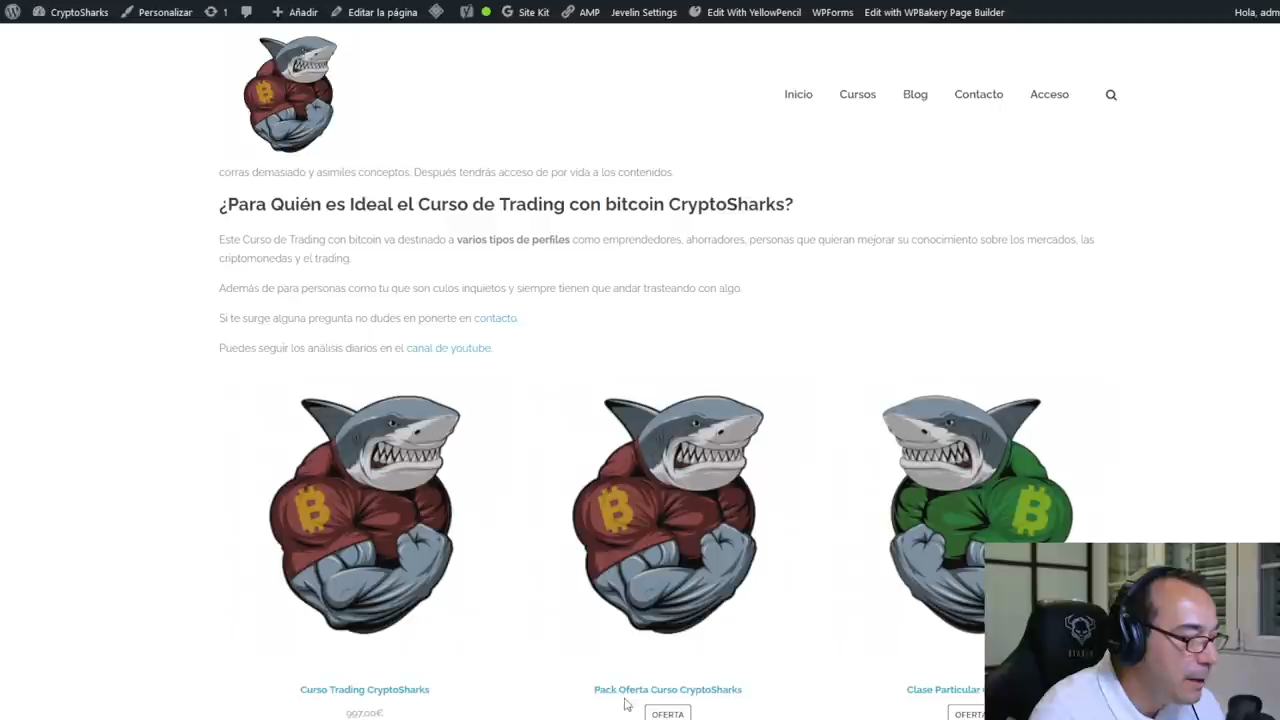 CryptoSharks Personalizar 1 Añadir Editar la página Site Kit AMP Jevelin Settings Edit With YellowPencil WPForms Edit with WPBakery Page Builder Hola, adm
Inicio Cursos Blog Contacto Acceso
corras demasiado y asimiles conceptos. Después tendrás acceso de por vida a los contenidos.
¿Para Quién es Ideal el Curso de Trading con bitcoin CryptoSharks?
Este Curso de Trading con bitcoin va destinado a varios tipos de perfiles como emprendedores, ahorradores, personas que quieran mejorar su conocimiento sobre los mercados, las
criptomonedas y el trading.
Además de para personas como tu que son culos inquietos y siempre tienen que andar trasteando con algo.
Si te surge alguna pregunta no dudes en ponerte en contacto.
Puedes seguir los análisis diarios en el canal de youtube.
Curso Trading CryptoSharks Pack Oferta Curso CryptoSharks Clase Particular
997,00€ OFERTA OFERTA